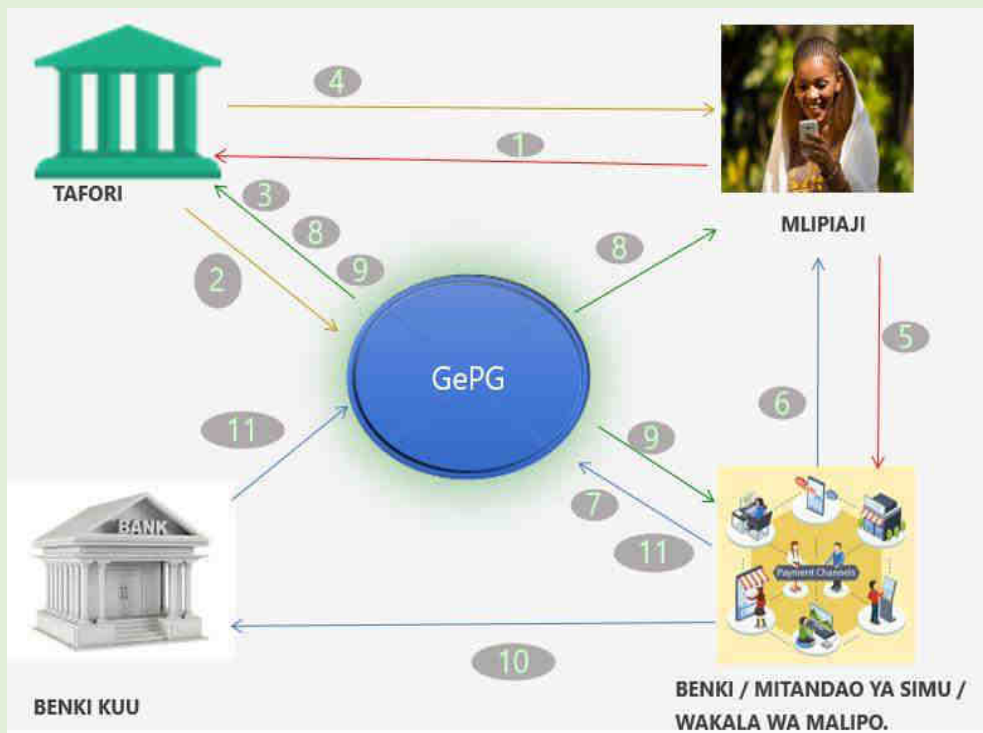 4
1
TAFORI
MLIPIAJI
3
8
8
2
9
5
GePG
6
11
9
7
BANK
11
Payment Channels
10
BENKI KUU
BENKI / MITANDAO YA SIMU /
WAKALA WA MALIPO.